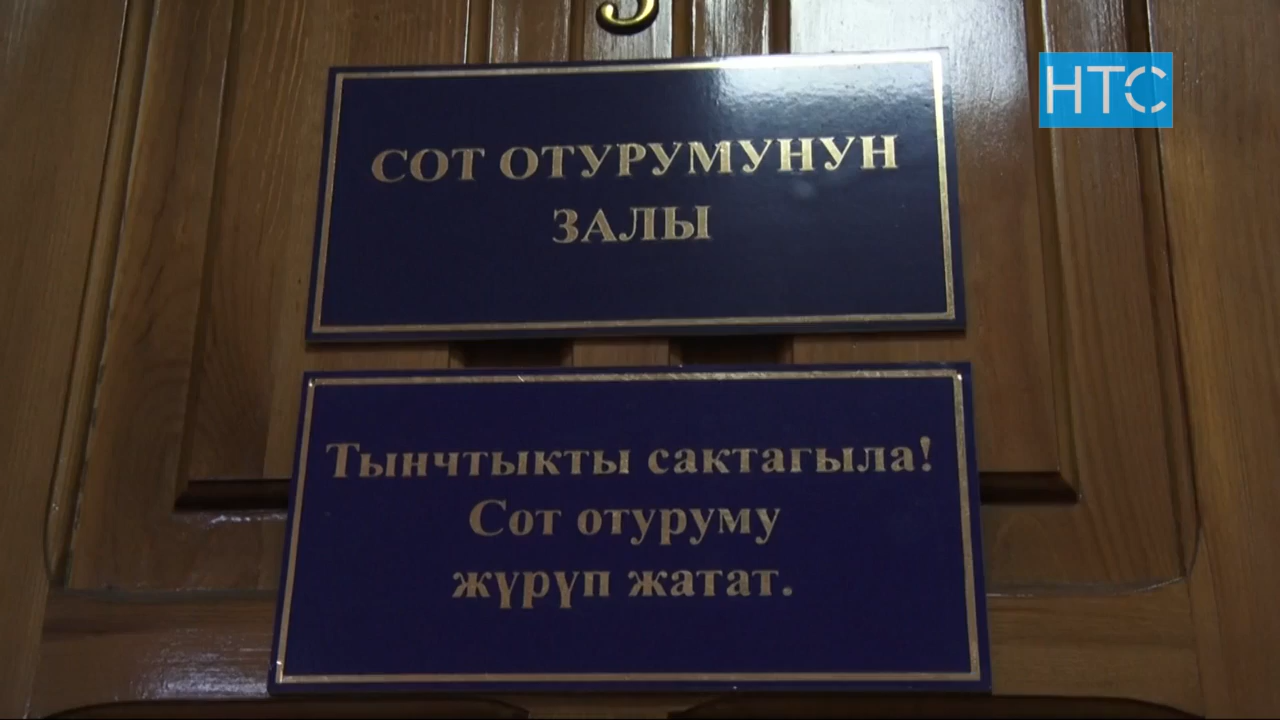 НТС
СОТ ОТУРУМУНУН
ЗАЛЫ
Тынчтыкты сактагыла!
Сот отуруму
жүрүп жатат.